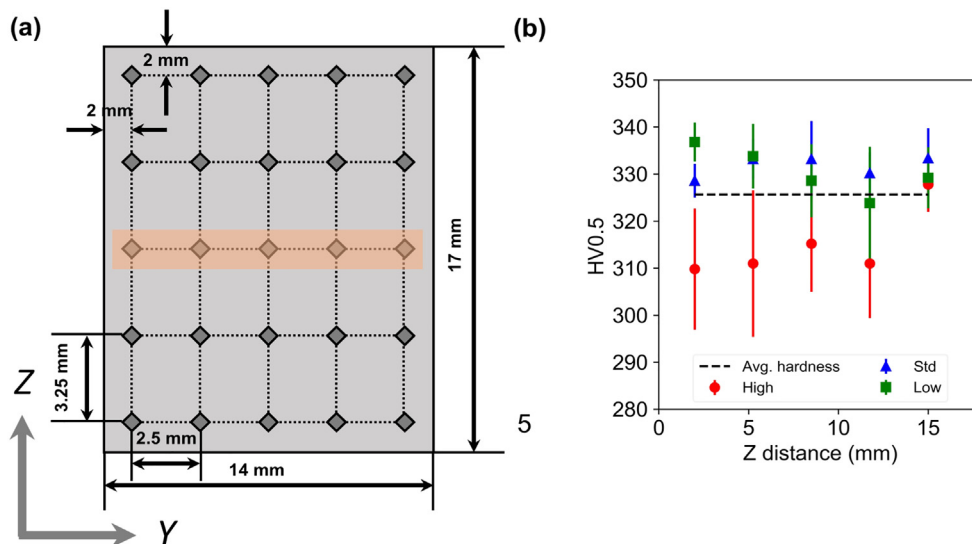 (a)
2 mm
2 mm
17 mm
3.25 mm
2.5 mm
14 mm
Z
Y
5
(b)
350
340
330
320
310
300
290
280
HV0.5
Avg. hardness
High
Std
Low
0
5
10
15
Z distance (mm)